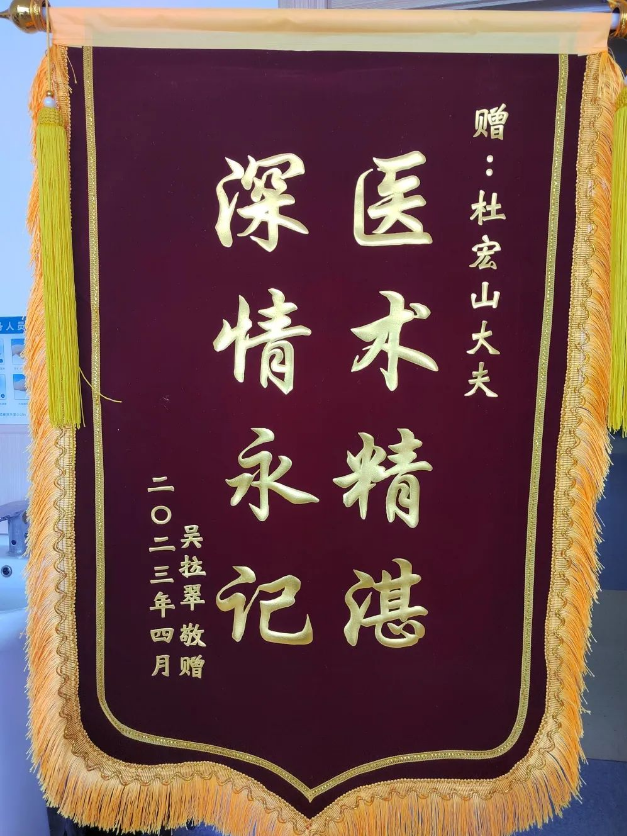 赠：杜宏山大夫
医术精湛
深情永记
吴拉翠敬赠
二〇二三年四月